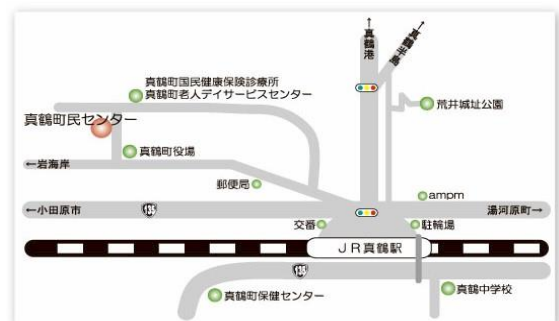 ←真鶴港
←真鶴半島
真鶴町国民健康保険診療所
真鶴町老人デイサービスセンター
荒井城址公園
真鶴町民センター
真鶴町役場
←岩海岸
郵便局
ampm
←小田原市
135
湯河原町→
交番
駐輪場
JR真鶴駅
135
真鶴町保健センター
真鶴中学校